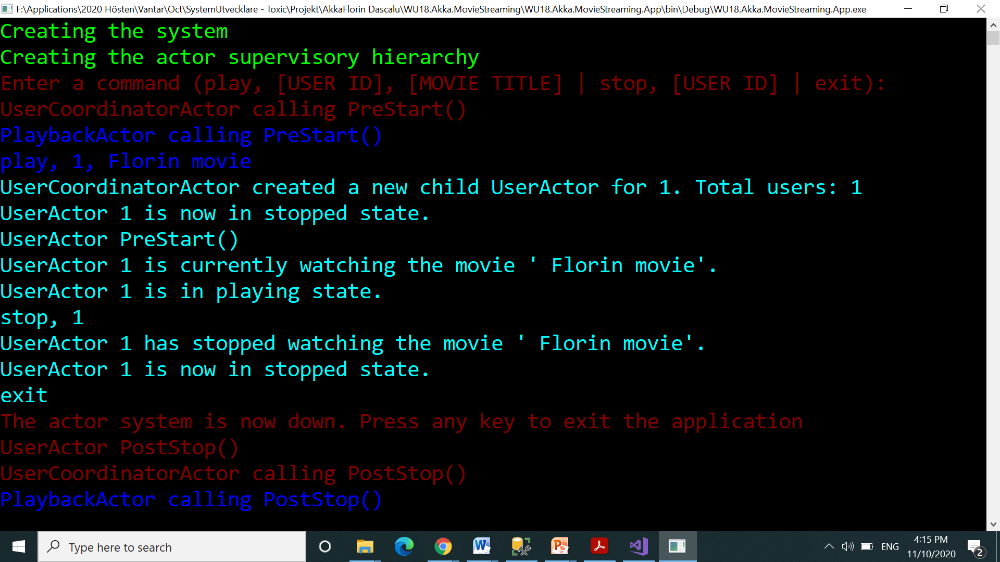 F:\Applications\2020 Hösten\Vantar\Oct\SystemUtvecklare - Toxic\Projekt\AkkaFlorin Dascalu\WU18.Akka.MovieStreaming\WU18.Akka.MovieStreaming.App\bin\Debug\WU18.Akka.MovieStreaming.App.exe
Creating the system
Creating the actor supervisory hierarchy
Enter a command (play, [USER ID], [MOVIE TITLE] | stop, [USER ID] | exit):
UserCoordinatorActor calling PreStart()
PlaybackActor calling PreStart()
play, 1, Florin movie
UserCoordinatorActor created a new child UserActor for 1. Total users: 1
UserActor 1 is now in stopped state.
UserActor PreStart()
UserActor 1 is currently watching the movie ' Florin movie'.
UserActor 1 is in playing state.
stop, 1
UserActor 1 has stopped watching the movie ' Florin movie'.
UserActor 1 is now in stopped state.
exit
The actor system is now down. Press any key to exit the application
UserActor PostStop()
UserCoordinatorActor calling PostStop()
PlaybackActor calling PostStop()
Type here to search
ENG
4:15 PM
11/10/2020
2